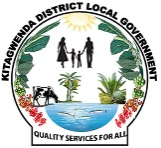 KITAGWENDA DISTRICT LOCAL GOVERNMENT
QUALITY SERVICES FOR ALL